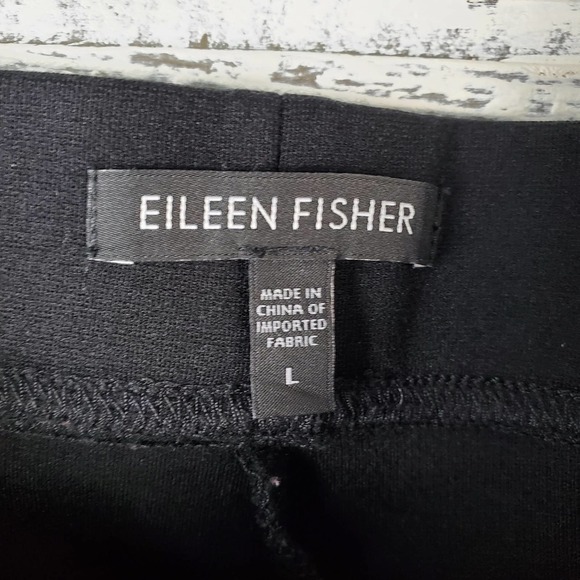 EILEEN FISHER
MADE IN
CHINA OF
IMPORTED
FABRIC
L